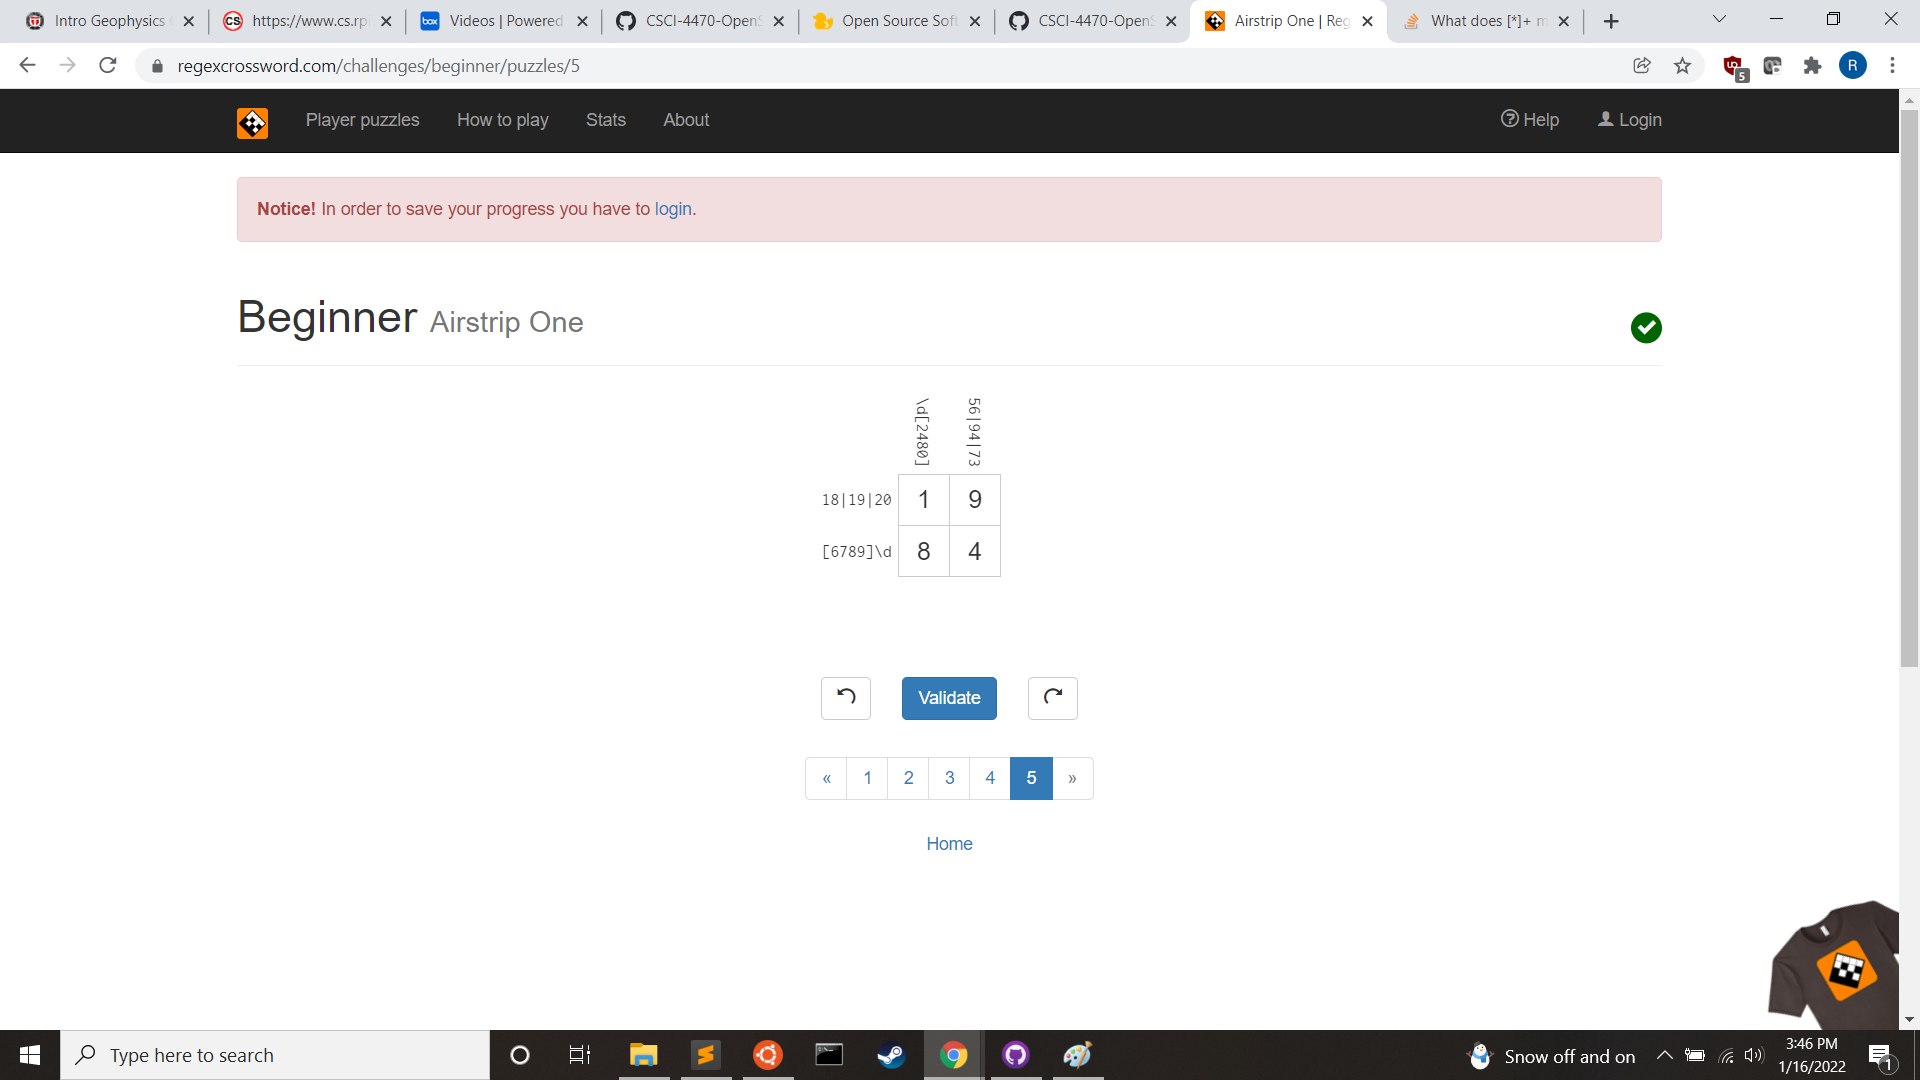 Intro Geophysics
https://www.cs.rp
Videos | Powered
CSCI-4470-OpenS
Open Source Soft
CSCI-4470-OpenS
Airstrip One | Reg
What does [*]+ m
regexcrossword.com/challenges/beginner/puzzles/5
5
R
Player puzzles
How to play
Stats
About
Help
Login
Notice! In order to save your progress you have to login.
Beginner Airstrip One
\d[2480]
56|94|73
18|19|20 1 9
[6789]\d 8 4
Validate
« 1 2 3 4 5 »
Home
Type here to search
Snow off and on
3:46 PM
1/16/2022
1